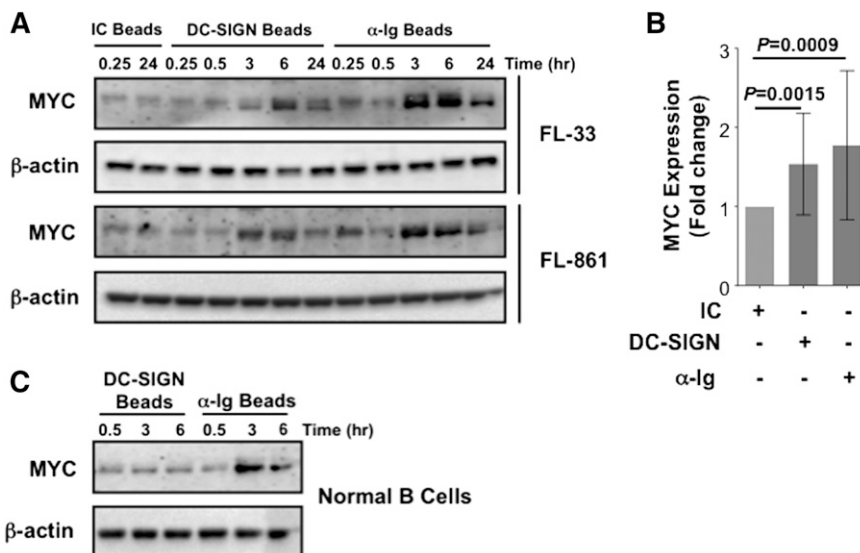 A
IC Beads DC-SIGN Beads α-Ig Beads
0.25 24 0.25 0.5 3 6 24 0.25 0.5 3 6 24 Time (hr)
MYC
β-actin
FL-33
MYC
β-actin
FL-861
B
P=0.0009
P=0.0015
MYC Expression
(Fold change)
3
2
1
0
IC + - -
DC-SIGN - + -
α-Ig - - +
C
DC-SIGN
Beads α-Ig Beads
0.5 3 6 0.5 3 6 Time (hr)
MYC
β-actin
Normal B Cells